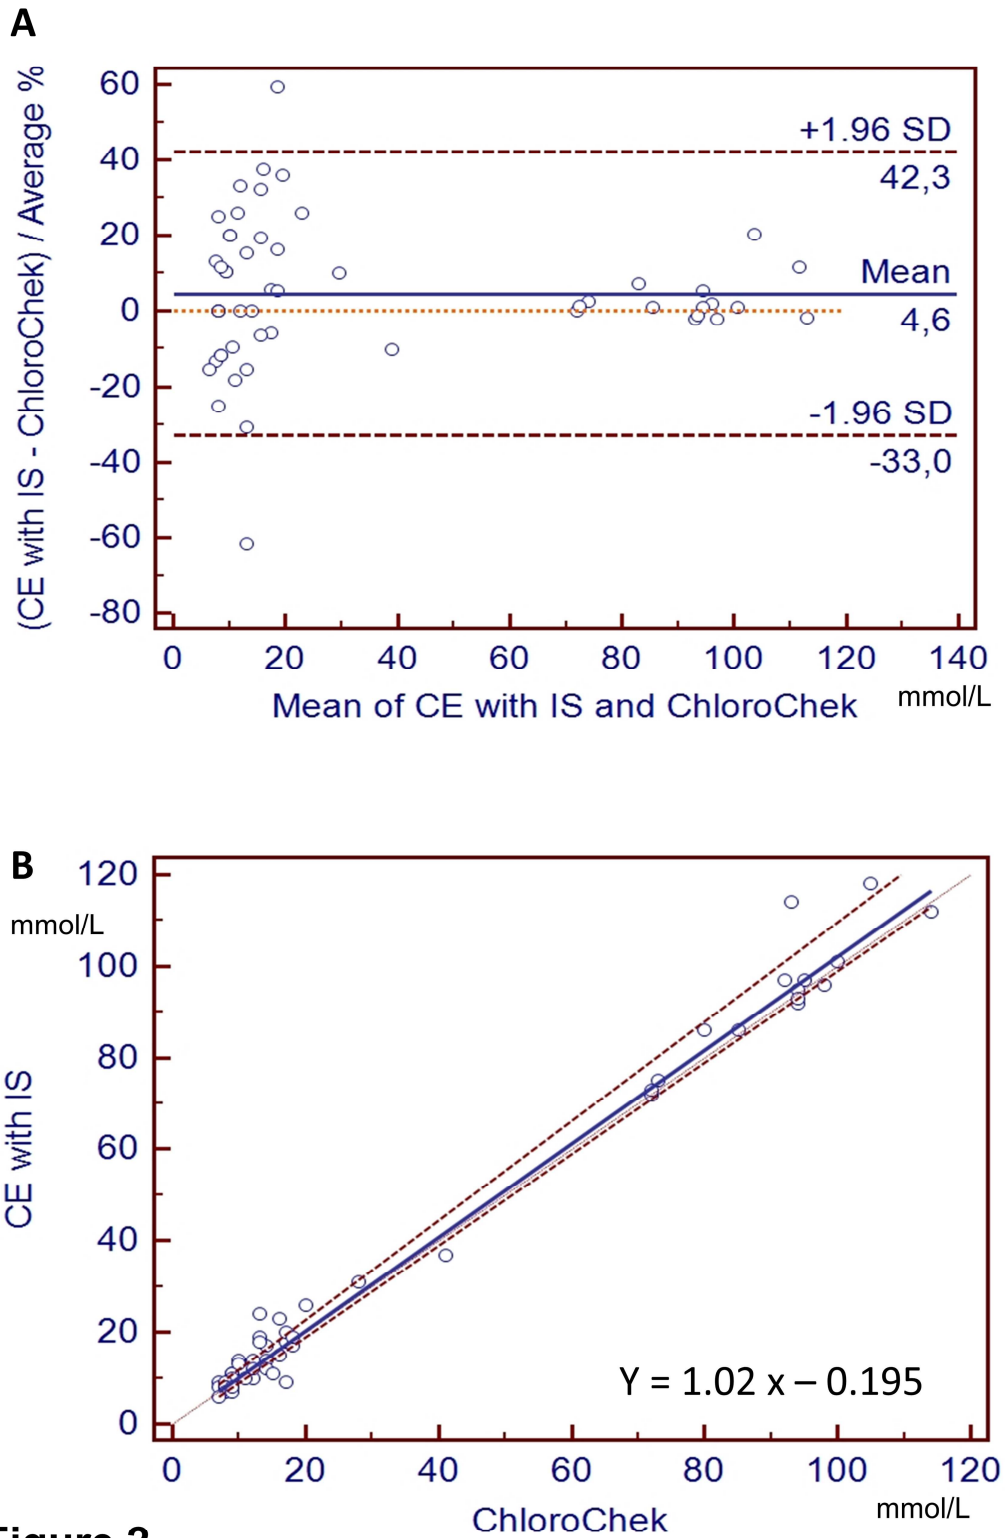 A
(CE with IS - ChloroChek) / Average %
60
40
20
0
-20
-40
-60
-80
+1.96 SD
42,3
Mean
4,6
-1.96 SD
-33,0
0 20 40 60 80 100 120 140
Mean of CE with IS and ChloroChek mmol/L
B
mmol/L
CE with IS
120
100
80
60
40
20
0
Y = 1.02 x – 0.195
0 20 40 60 80 100 120
ChloroChek mmol/L